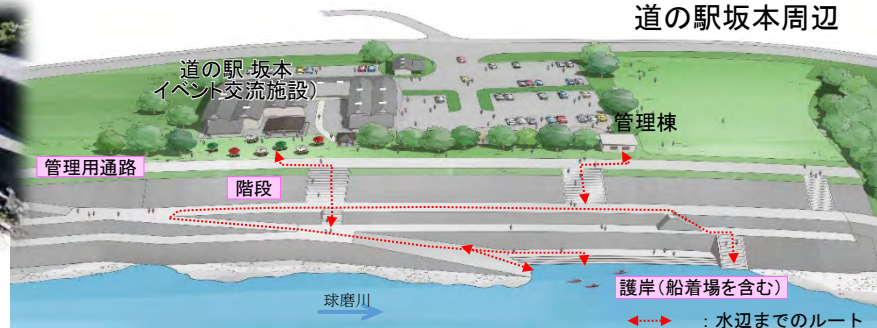 道の駅坂本周辺
道の駅 坂本
イベント交流施設)
管理棟
管理用通路
階段
護岸(船着場を含む)
球磨川
:水辺までのルート